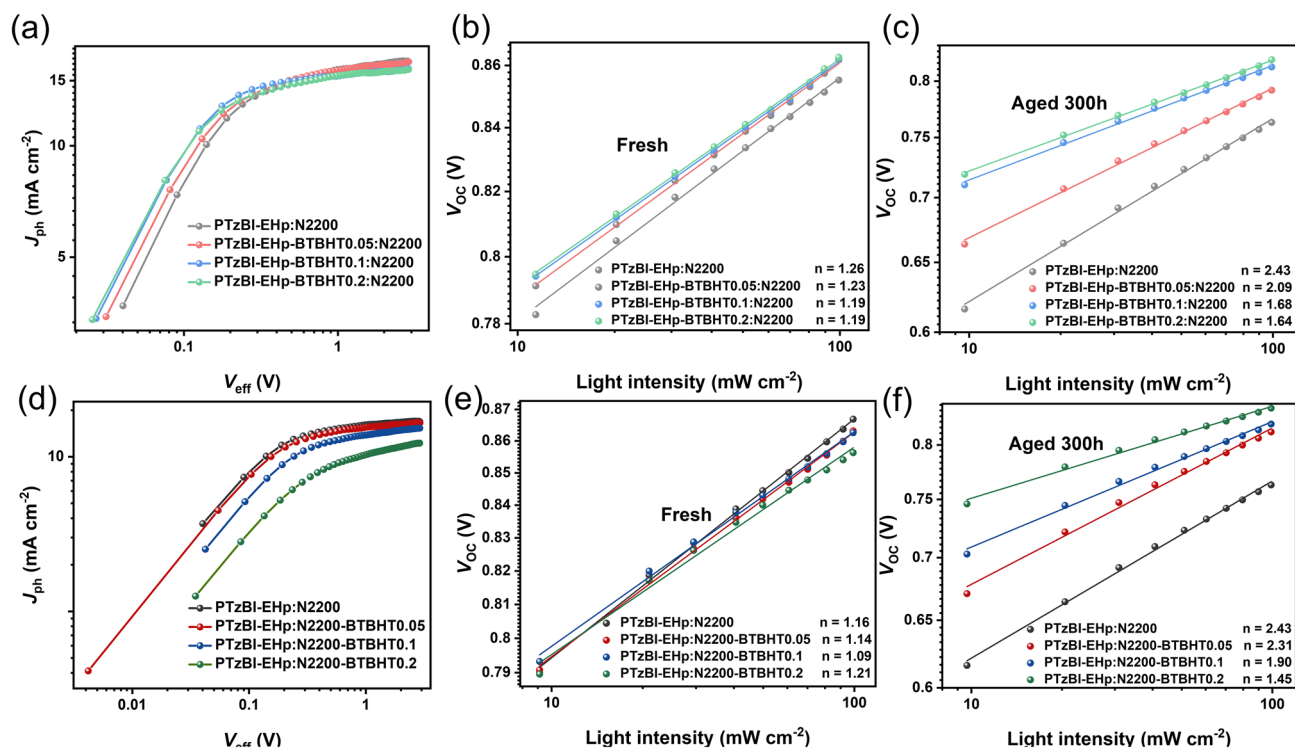 (a)
15
10
5
0.1
1
J_ph (mA cm⁻²)
V_eff (V)
PTzBI-EHp:N2200
PTzBI-EHp-BTBHT0.05:N2200
PTzBI-EHp-BTBHT0.1:N2200
PTzBI-EHp-BTBHT0.2:N2200
(b)
0.86
0.84
0.82
0.80
0.78
10
100
V_OC (V)
Light intensity (mW cm⁻²)
Fresh
PTzBI-EHp:N2200 n = 1.26
PTzBI-EHp-BTBHT0.05:N2200 n = 1.23
PTzBI-EHp-BTBHT0.1:N2200 n = 1.19
PTzBI-EHp-BTBHT0.2:N2200 n = 1.19
(c)
0.8
0.75
0.7
0.65
0.6
10
100
V_OC (V)
Light intensity (mW cm⁻²)
Aged 300h
PTzBI-EHp:N2200 n = 2.43
PTzBI-EHp-BTBHT0.05:N2200 n = 2.09
PTzBI-EHp-BTBHT0.1:N2200 n = 1.68
PTzBI-EHp-BTBHT0.2:N2200 n = 1.64
(d)
10
0.01
0.1
1
J_ph (mA cm⁻²)
V_eff (V)
PTzBI-EHp:N2200
PTzBI-EHp:N2200-BTBHT0.05
PTzBI-EHp:N2200-BTBHT0.1
PTzBI-EHp:N2200-BTBHT0.2
(e)
0.87
0.86
0.85
0.84
0.83
0.82
0.81
0.8
0.79
10
100
V_OC (V)
Light intensity (mW cm⁻²)
Fresh
PTzBI-EHp:N2200 n = 1.16
PTzBI-EHp:N2200-BTBHT0.05 n = 1.14
PTzBI-EHp:N2200-BTBHT0.1 n = 1.09
PTzBI-EHp:N2200-BTBHT0.2 n = 1.21
(f)
0.8
0.75
0.7
0.65
0.6
10
100
V_OC (V)
Light intensity (mW cm⁻²)
Aged 300h
PTzBI-EHp:N2200 n = 2.43
PTzBI-EHp:N2200-BTBHT0.05 n = 2.31
PTzBI-EHp:N2200-BTBHT0.1 n = 1.90
PTzBI-EHp:N2200-BTBHT0.2 n = 1.45